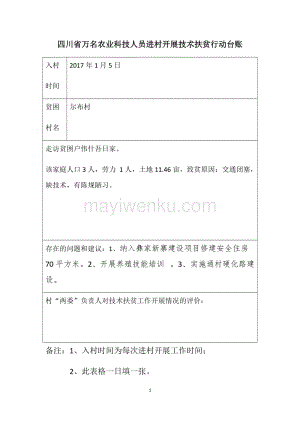 四川省万名农业科技人员进村开展技术扶贫行动台账
入村
时间
2017 年 1 月 5 日
贫困
村名
尔布村
走访贫困户伟什吾日家。
该家庭人口 3 人，劳力 1 人，土地 11.46 亩，致贫原因：交通闭塞，
缺技术，有陈规陋习。
mayiwenku.com
存在的问题和建议：1、纳入彝家新寨建设项目修建安全住房
70 平方米。2、开展养殖技能培训 。3、实施通村硬化路建
设。
村“两委”负责人对技术扶贫工作开展情况的评价：
备注：1、入村时间为每次进村开展工作时间；
2、此表格一日填一张。
1